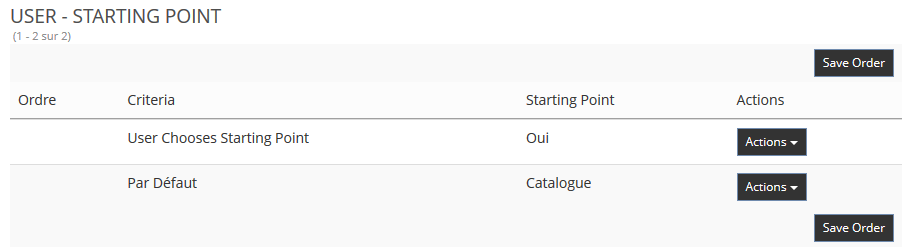 USER - STARTING POINT
(1 - 2 sur 2)
Save Order
Ordre Criteria Starting Point Actions
User Chooses Starting Point Oui Actions
Par Défaut Catalogue Actions
Save Order